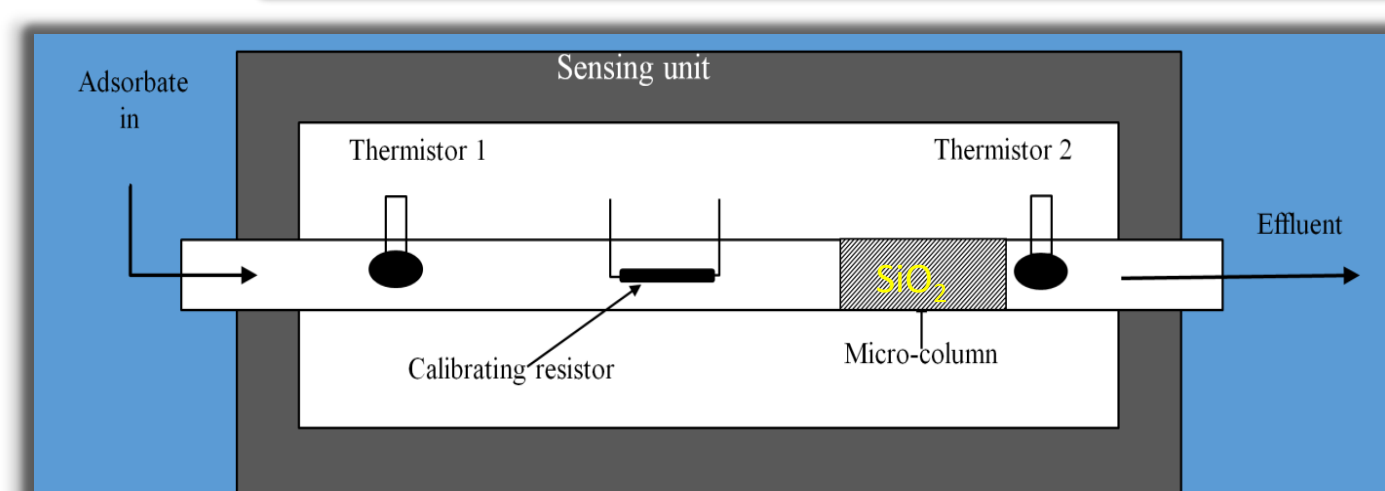 Sensing unit
Adsorbate
in
Thermistor 1
Thermistor 2
Effluent
SiO₂
Calibrating resistor
Micro-column